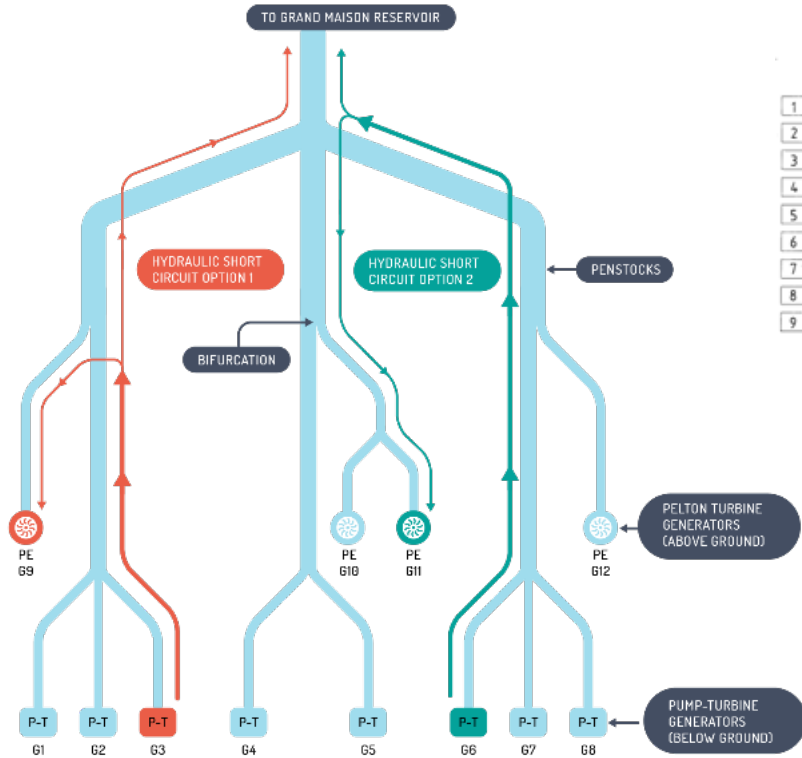 TO GRAND MAISON RESERVOIR
1
2
3
4
5
6
7
8
9
HYDRAULIC SHORT
CIRCUIT OPTION 1
HYDRAULIC SHORT
CIRCUIT OPTION 2
PENSTOCKS
BIFURCATION
PELTON TURBINE
GENERATORS
(ABOVE GROUND)
PE
G9
PE
G10
PE
G11
PE
G12
P-T
P-T
P-T
P-T
P-T
P-T
P-T
P-T
G1
G2
G3
G4
G5
G6
G7
G8
PUMP-TURBINE
GENERATORS
(BELOW GROUND)